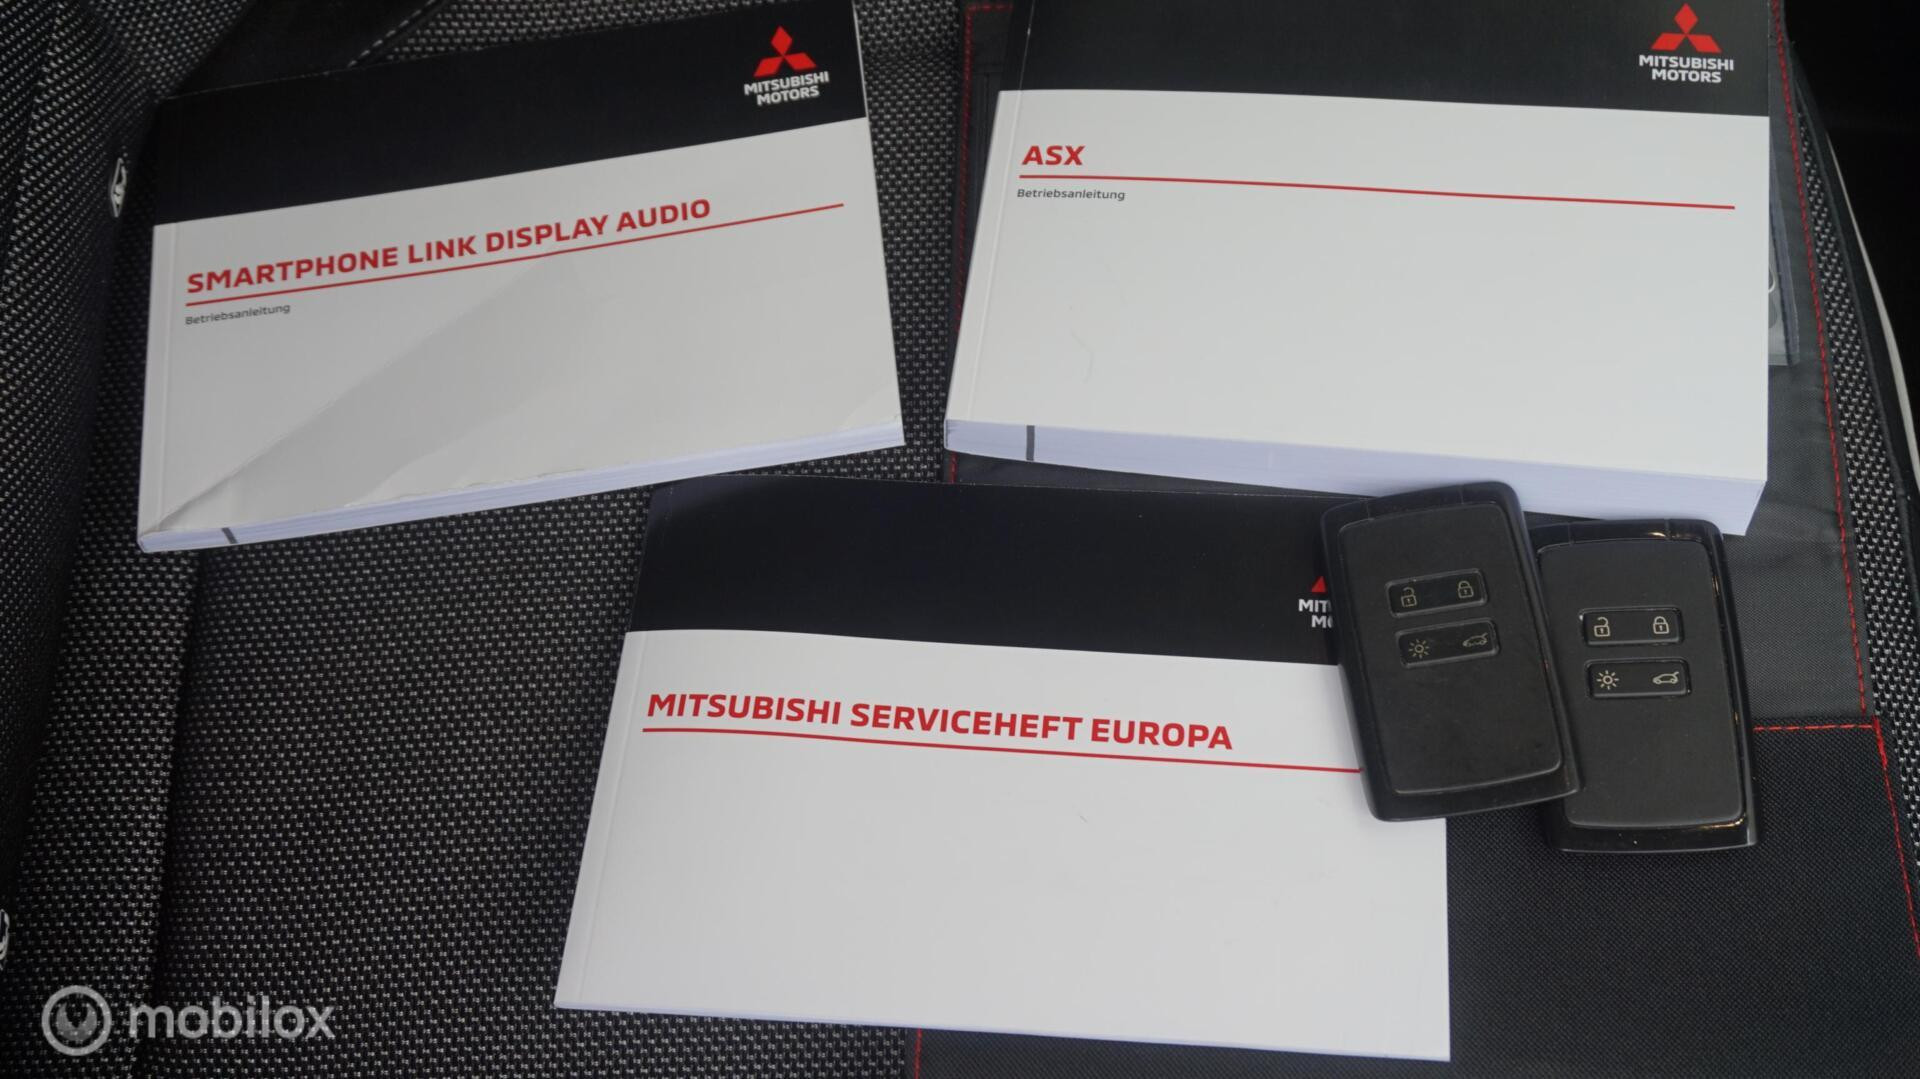 MITSUBISHI
MOTORS
SMARTPHONE LINK DISPLAY AUDIO
Betriebsanleitung
MITSUBISHI
MOTORS
ASX
Betriebsanleitung
MITSUBISHI SERVICEHEFT EUROPA
mobilox